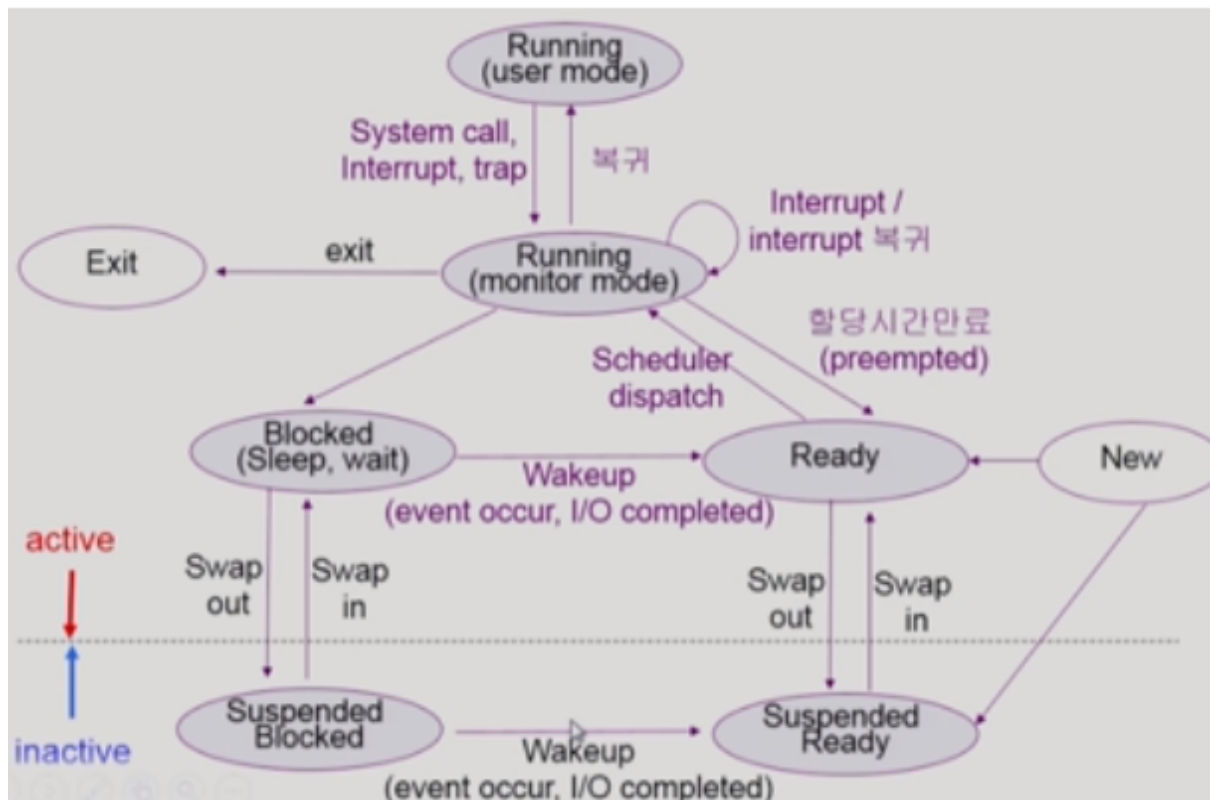 Running
(user mode)
System call,
Interrupt, trap
복귀
Interrupt /
interrupt 복귀
Exit
exit
Running
(monitor mode)
할당시간만료
(preempted)
Scheduler
dispatch
Blocked
(Sleep, wait)
Wakeup
(event occur, I/O completed)
Ready
New
active
Swap
out
Swap
in
Swap
out
Swap
in
inactive
Suspended
Blocked
Wakeup
(event occur, I/O completed)
Suspended
Ready